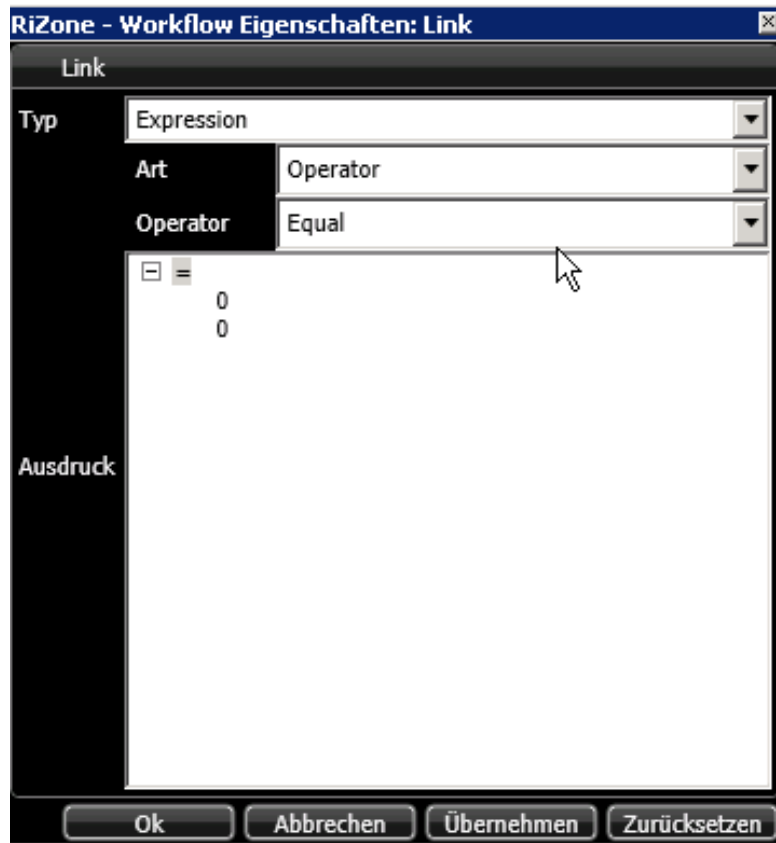 RiZone - Workflow Eigenschaften: Link
Link
Typ Expression
Art Operator
Operator Equal
=
0
0
Ausdruck
Ok Abbrechen Übernehmen Zurücksetzen